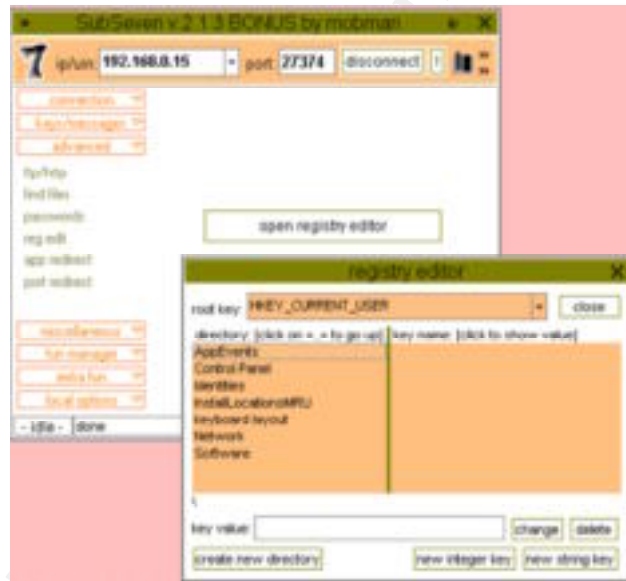 SubSeven v.2.1.3 BONUS by mobman
ip/uin: 192.168.0.15 port: 27374 disconnect
connection
keys/messages
advanced
ftp/http
find files
passwords
reg edit
app redirect
port redirect
open registry editor
miscellaneous
fun manager
extra fun
local options
- idle - done
registry editor
root key: HKEY_CURRENT_USER close
directory: [click on ".." to go up] key name: [click to show value]
AppEvents
Control Panel
Identities
InstallLocationsMRU
keyboard layout
Network
Software
\
key value: change delete
create new directory new integer key new string key